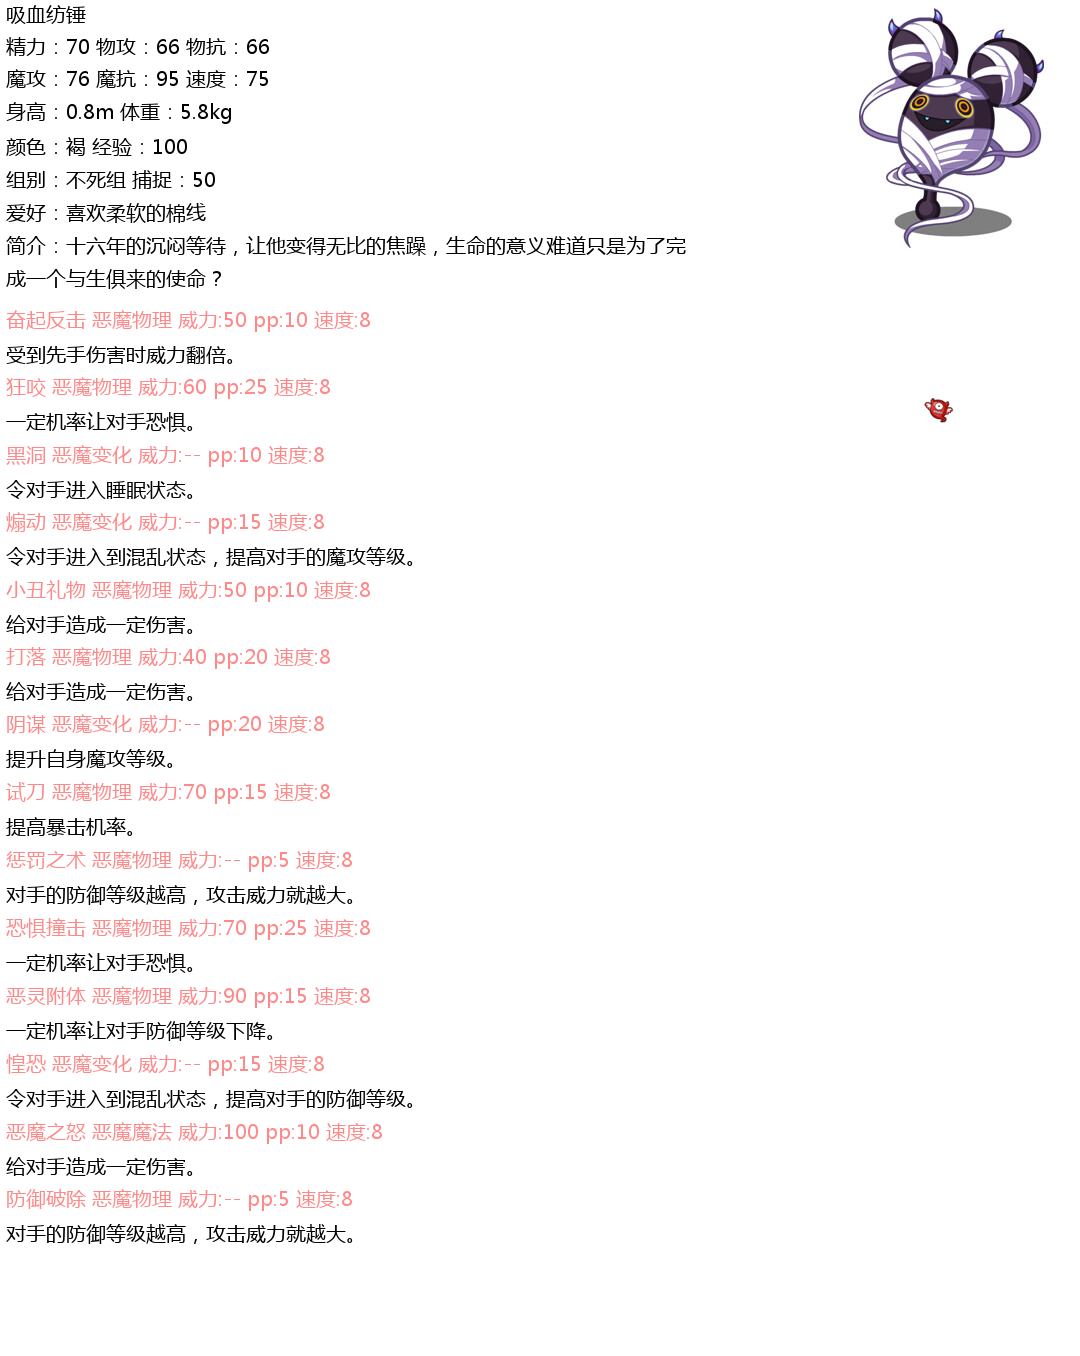 吸血纺锤
精力：70 物攻：66 物抗：66
魔攻：76 魔抗：95 速度：75
身高：0.8m 体重：5.8kg
颜色：褐 经验：100
组别：不死组 捕捉：50
爱好：喜欢柔软的棉线
简介：十六年的沉闷等待，让他变得无比的焦躁，生命的意义难道只是为了完
成一个与生俱来的使命？
奋起反击 恶魔物理 威力:50 pp:10 速度:8
受到先手伤害时威力翻倍。
狂咬 恶魔物理 威力:60 pp:25 速度:8
一定机率让对手恐惧。
黑洞 恶魔变化 威力:-- pp:10 速度:8
令对手进入睡眠状态。
煽动 恶魔变化 威力:-- pp:15 速度:8
令对手进入到混乱状态，提高对手的魔攻等级。
小丑礼物 恶魔物理 威力:50 pp:10 速度:8
给对手造成一定伤害。
打落 恶魔物理 威力:40 pp:20 速度:8
给对手造成一定伤害。
阴谋 恶魔变化 威力:-- pp:20 速度:8
提升自身魔攻等级。
试刀 恶魔物理 威力:70 pp:15 速度:8
提高暴击机率。
惩罚之术 恶魔物理 威力:-- pp:5 速度:8
对手的防御等级越高，攻击威力就越大。
恐惧撞击 恶魔物理 威力:70 pp:25 速度:8
一定机率让对手恐惧。
恶灵附体 恶魔物理 威力:90 pp:15 速度:8
一定机率让对手防御等级下降。
惶恐 恶魔变化 威力:-- pp:15 速度:8
令对手进入到混乱状态，提高对手的防御等级。
恶魔之怒 恶魔魔法 威力:100 pp:10 速度:8
给对手造成一定伤害。
防御破除 恶魔物理 威力:-- pp:5 速度:8
对手的防御等级越高，攻击威力就越大。